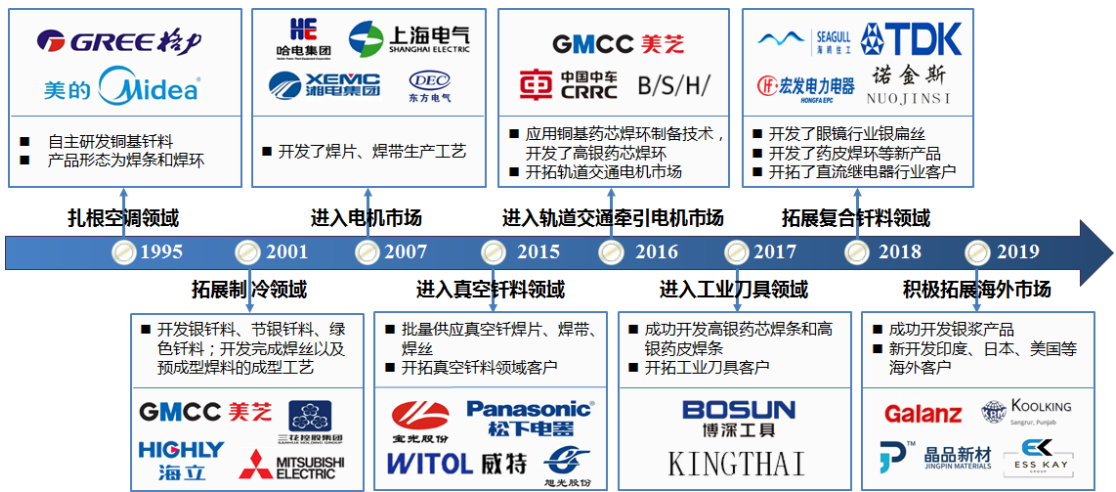 GREE 格力
美的 Midea
■ 自主研发铜基钎料
■ 产品形态为焊条和焊环
扎根空调领域
1995
HE
哈电集团
上海电气
SHANGHAI ELECTRIC
XEMC
湘电集团
DEC
东方电气
■ 开发了焊片、焊带生产工艺
进入电机市场
2007
GMCC 美芝
中国中车
CRRC
B/S/H/
■ 应用铜基药芯焊环制备技术，
开发了高银药芯焊环
■ 开拓轨道交通电机市场
进入轨道交通牵引电机市场
2016
SEAGULL
海鸥住工
TDK
宏发电力电器
HONGFA EPC
诺金斯
NUOJINSI
■ 开发了眼镜行业银扁丝
■ 开发了药皮焊环等新产品
■ 开拓了直流继电器行业客户
拓展复合钎料领域
2018
2001
拓展制冷领域
■ 开发银钎料、节银钎料、绿
色钎料；开发完成焊丝以及
预成型焊料的成型工艺
GMCC 美芝
三花控股集团
SANHUA HOLDING GROUP
HIGHLY
海立
MITSUBISHI
ELECTRIC
2015
进入真空钎料领域
■ 批量供应真空钎焊片、焊带、
焊丝
■ 开拓真空钎料领域客户
宝光股份
Panasonic
松下电器
WITOL 威特
旭光股份
2017
进入工业刀具领域
■ 成功开发高银药芯焊条和高
银药皮焊条
■ 开拓工业刀具客户
BOSUN
博深工具
KINGTHAI
2019
积极拓展海外市场
■ 成功开发银浆产品
■ 新开发印度、日本、美国等
海外客户
Galanz
KOOLKING
Sangrur, Punjab
TM
晶品新材
JINGPIN MATERIALS
EK
ESS KAY
GROUP